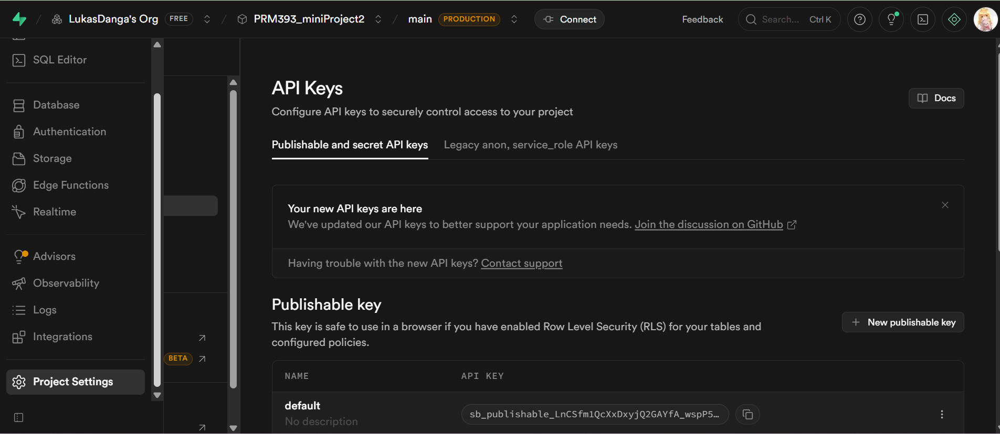 LukasDanga's Org FREE PRM393_miniProject2 main PRODUCTION Connect Feedback Search... Ctrl K
SQL Editor
Database
Authentication
Storage
Edge Functions
Realtime
Advisors
Observability
Logs
Integrations
BETA
Project Settings
API Keys
Configure API keys to securely control access to your project
Docs
Publishable and secret API keys Legacy anon, service_role API keys
Your new API keys are here
We've updated our API keys to better support your application needs. Join the discussion on GitHub
Having trouble with the new API keys? Contact support
Publishable key
This key is safe to use in a browser if you have enabled Row Level Security (RLS) for your tables and
configured policies.
New publishable key
NAME API KEY
default
No description
sb_publishable_LnCSfm1QcXxDxyjQ2GAYfA_wspP5…